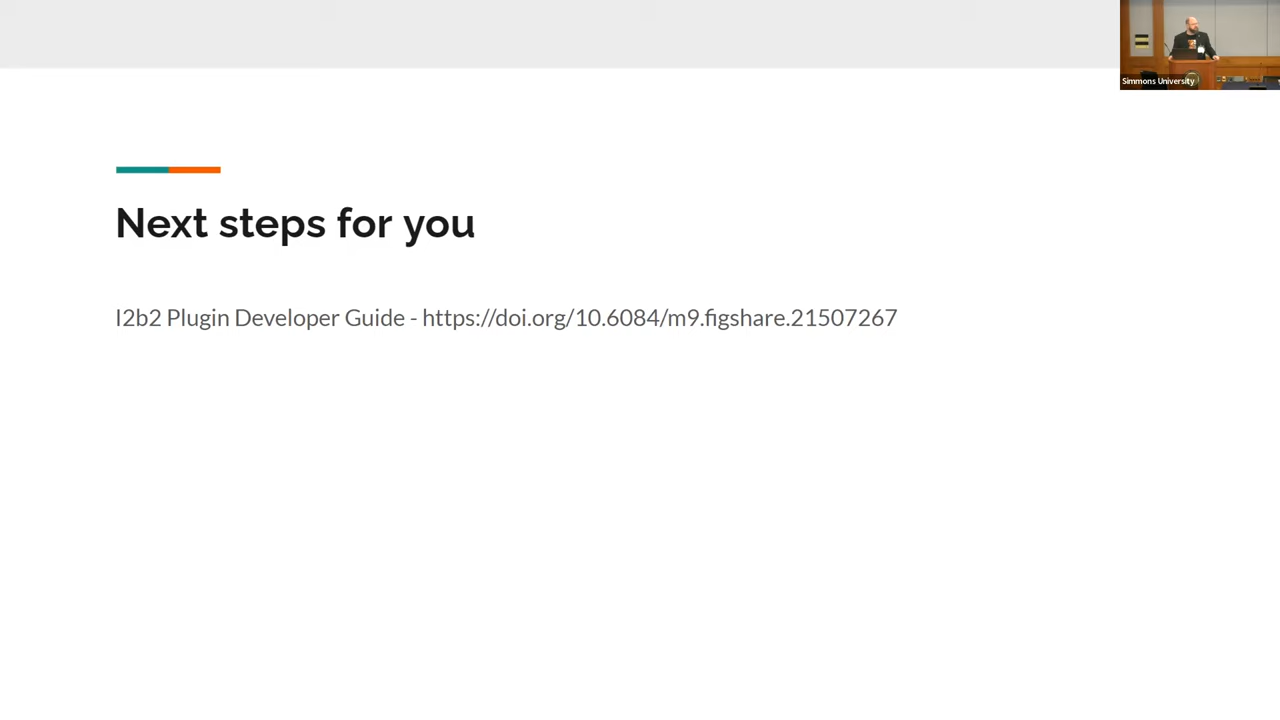 Simmons University
Next steps for you
I2b2 Plugin Developer Guide - https://doi.org/10.6084/m9.figshare.21507267